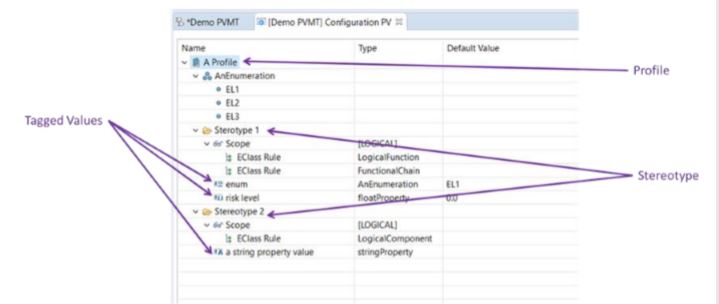 *Demo PVMT [Demo PVMT] Configuration PV
Name Type Default Value
A Profile
Profile
AnEnumeration
EL1
EL2
EL3
Tagged Values
Sterotype 1
Scope [LOGICAL]
EClass Rule LogicalFunction
EClass Rule FunctionalChain
Stereotype
enum AnEnumeration EL1
risk level floatProperty 0.0
Stereotype 2
Scope [LOGICAL]
EClass Rule LogicalComponent
a string property value stringProperty